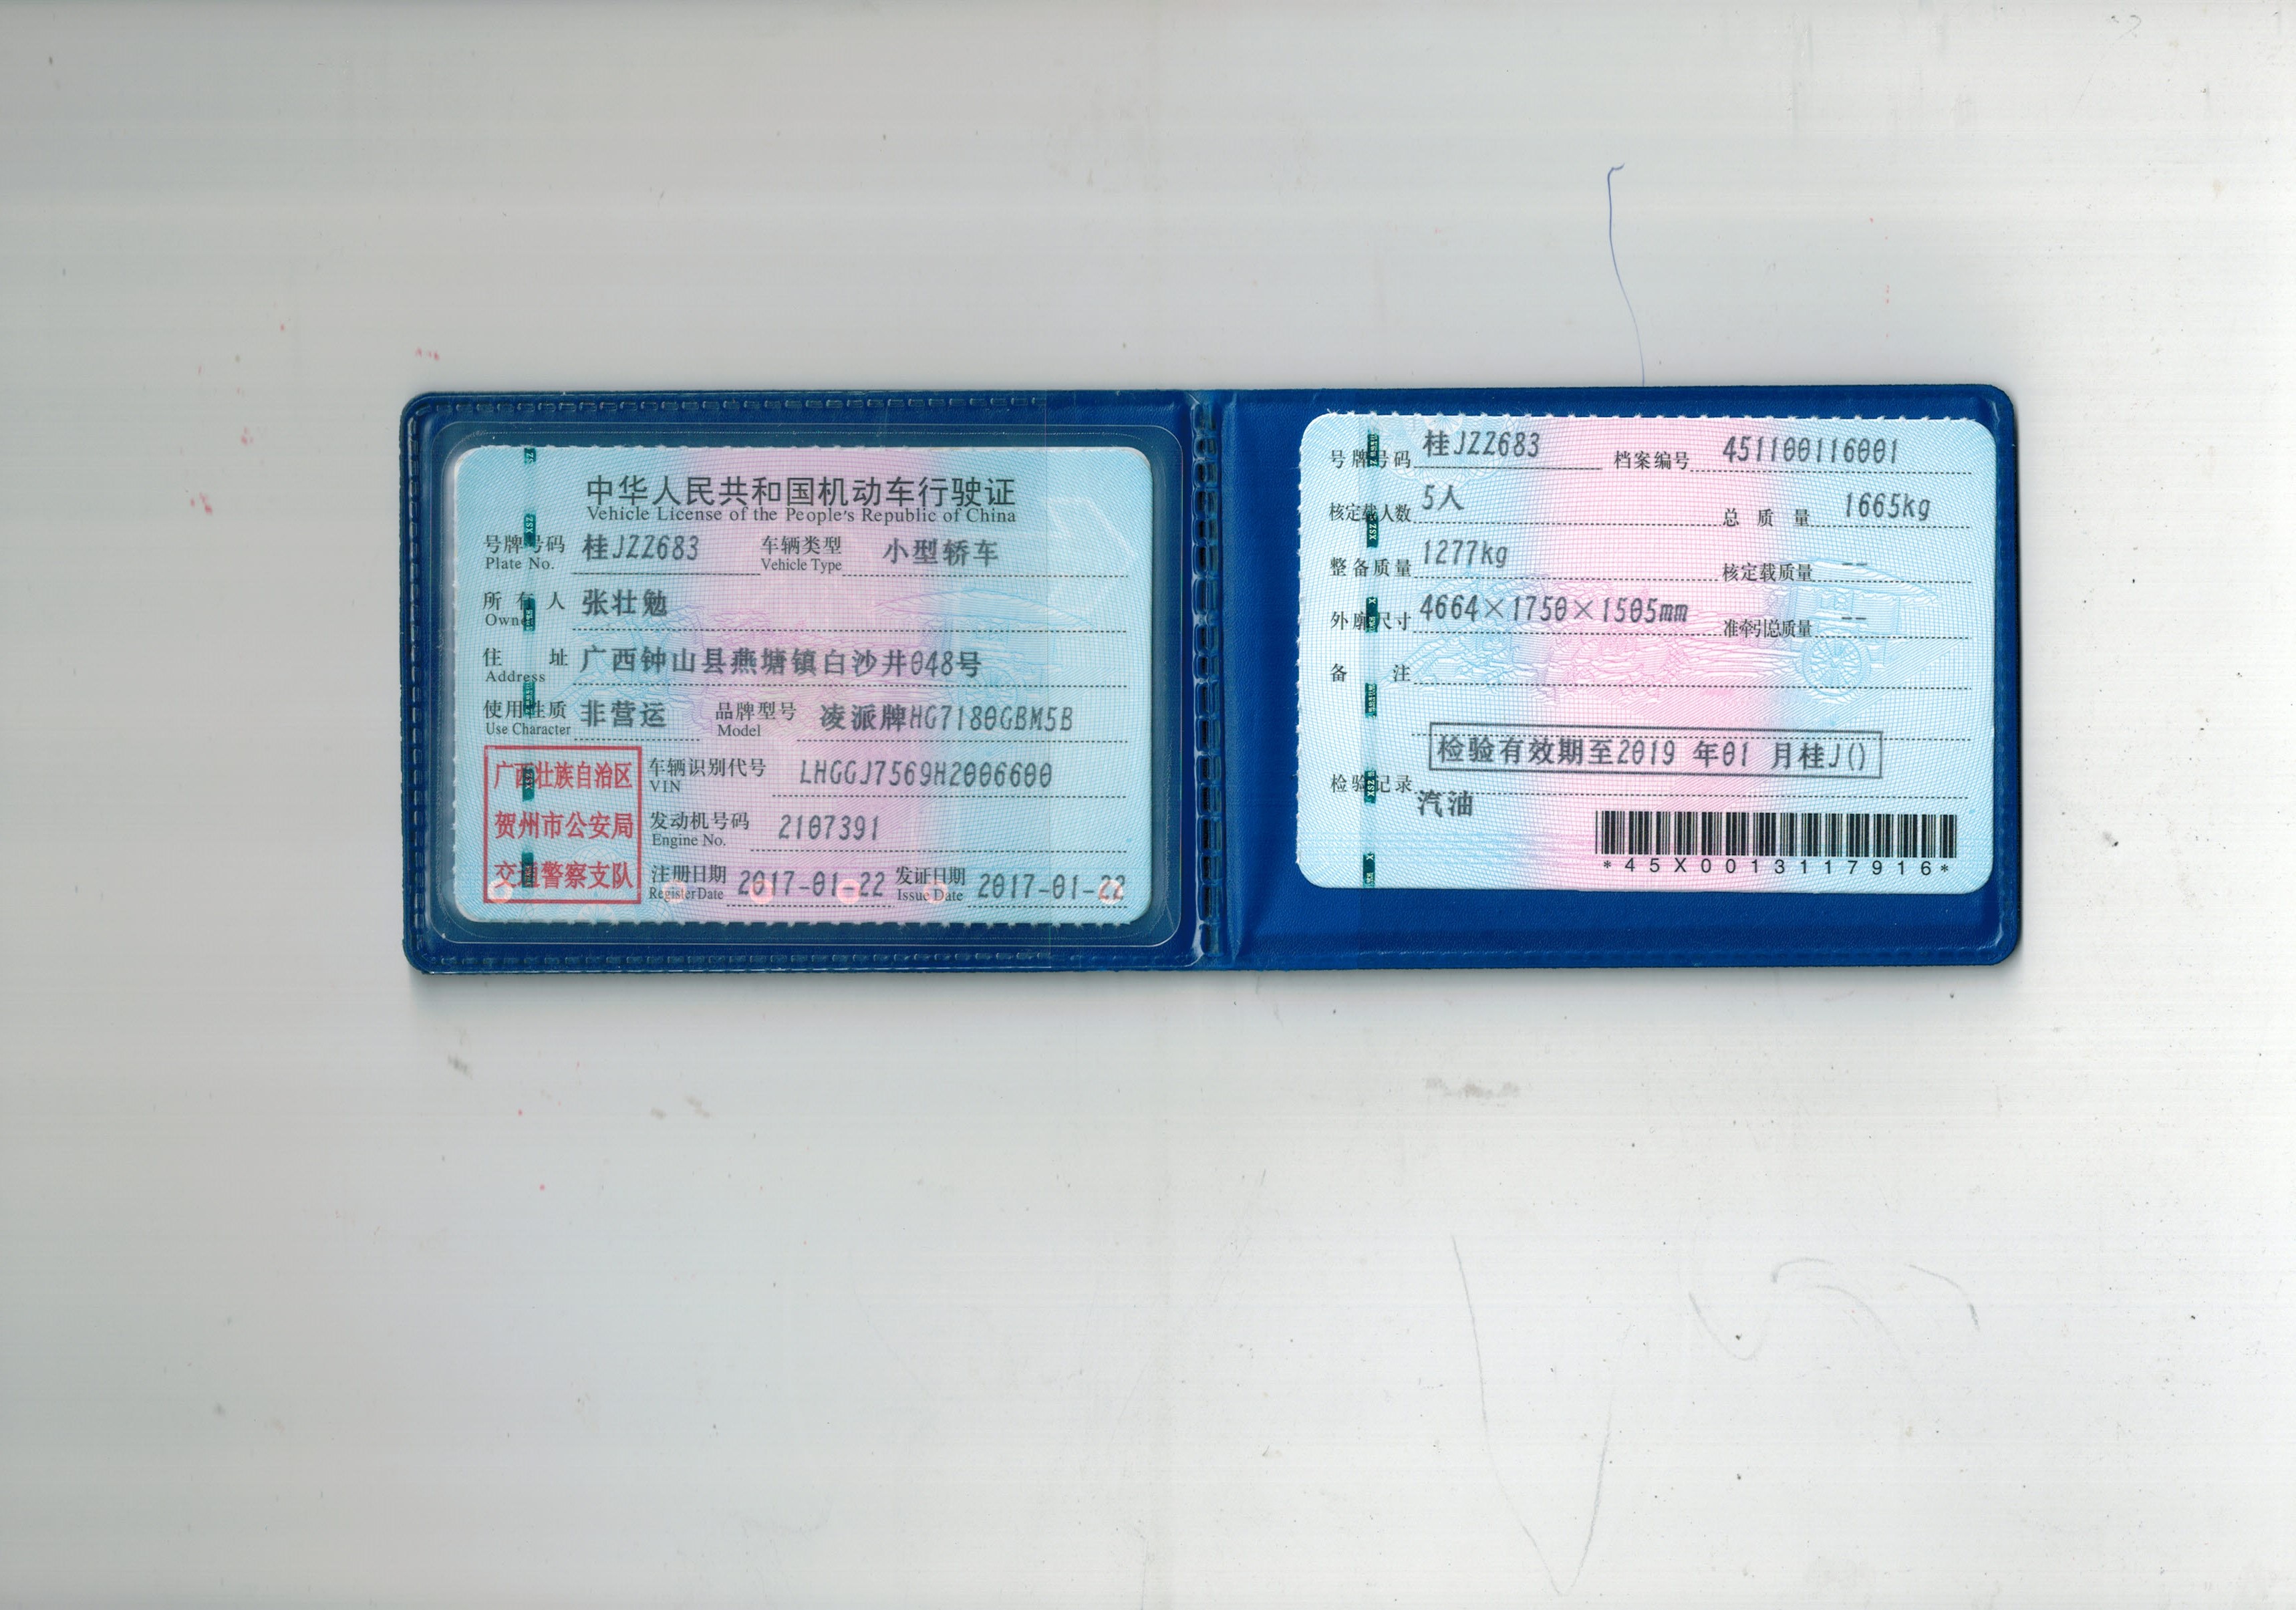 中华人民共和国机动车行驶证
Vehicle License of the People's Republic of China
号牌号码 桂JZZ683 车辆类型 小型轿车
Plate No. Vehicle Type
所有人 张壮勉
Owner
住址 广西钟山县燕塘镇白沙井048号
Address
使用性质 非营运 品牌型号 凌派牌HG7180GBM5B
Use Character Model
广西壮族自治区
贺州市公安局
交通警察支队
车辆识别代号 LHGGJ7569H2006600
VIN
发动机号码 2107391
Engine No.
注册日期 2017-01-22 发证日期 2017-01-22
Register Date Issue Date
号牌号码 桂JZZ683 档案编号 451100116001
核定载人数 5人 总质量 1665kg
整备质量 1277kg 核定载质量 --
外廓尺寸 4664×1750×1505mm 准牵引总质量 --
备注
检验有效期至2019 年01 月桂J()
检验记录
汽油
*45X0013117916*